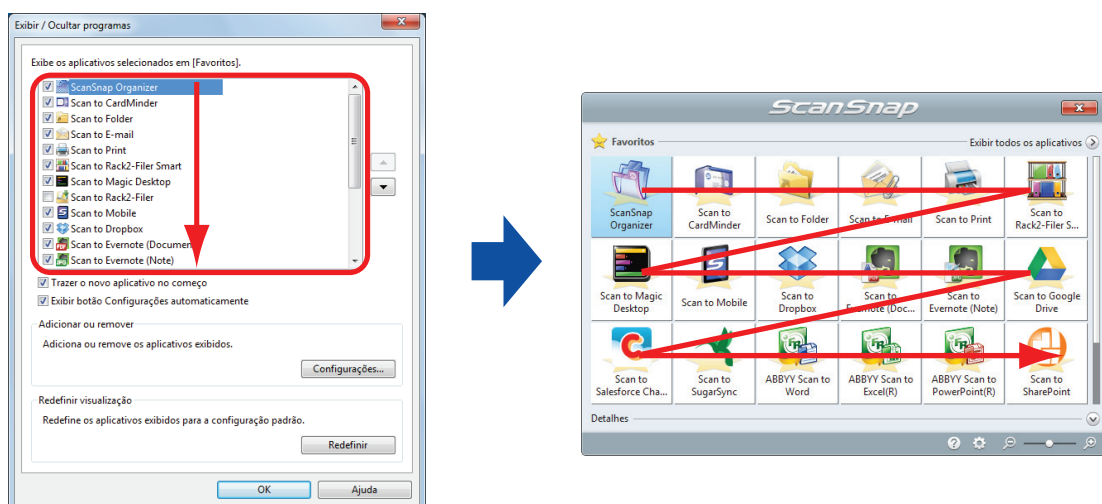 Exibir / Ocultar programas
Exibe os aplicativos selecionados em [Favoritos].
ScanSnap Organizer
Scan to CardMinder
Scan to Folder
Scan to E-mail
Scan to Print
Scan to Rack2-Filer Smart
Scan to Magic Desktop
Scan to Rack2-Filer
Scan to Mobile
Scan to Dropbox
Scan to Evernote (Documen
Scan to Evernote (Note)
Trazer o novo aplicativo no começo
Exibir botão Configurações automaticamente
Adicionar ou remover
Adiciona ou remove os aplicativos exibidos.
Configurações...
Redefinir visualização
Redefine os aplicativos exibidos para a configuração padrão.
Redefinir
OK
Ajuda
ScanSnap
Favoritos
Exibir todos os aplicativos
ScanSnap Organizer
Scan to CardMinder
Scan to Folder
Scan to E-mail
Scan to Print
Scan to Rack2-Filer S...
Scan to Magic Desktop
Scan to Mobile
Scan to Dropbox
Scan to Evernote (Doc...
Scan to Evernote (Note)
Scan to Google Drive
Scan to Salesforce Cha...
Scan to SugarSync
ABBYY Scan to Word
ABBYY Scan to Excel(R)
ABBYY Scan to PowerPoint(R)
Scan to SharePoint
Detalhes